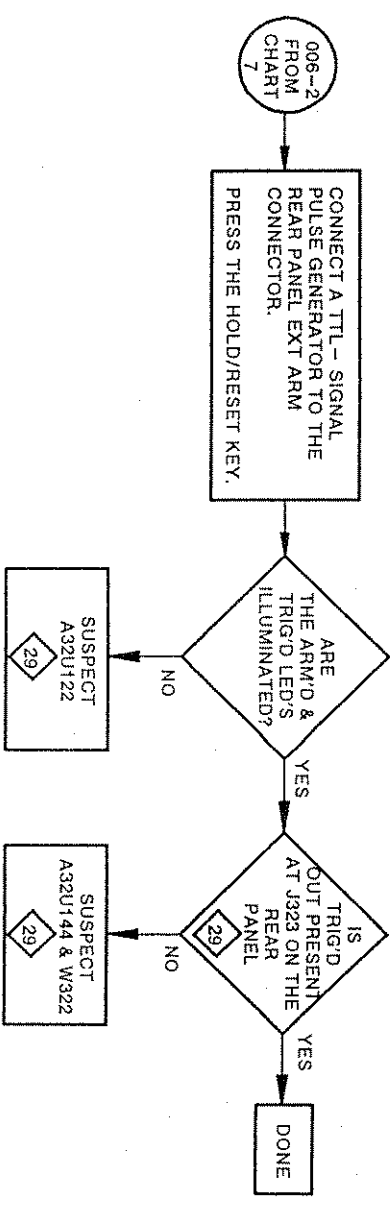 006-2
FROM
CHART
7
CONNECT A TTL- SIGNAL
PULSE GENERATOR TO THE
REAR PANEL EXT ARM
CONNECTOR.
PRESS THE HOLD/RESET KEY.
ARE
THE ARM'D &
TRIG'D LED'S
ILLUMINATED?
NO
SUSPECT
A32U122
29
YES
IS
TRIG'D
OUT PRESENT
AT J323 ON THE
REAR
PANEL
29
NO
SUSPECT
A32U144 & W322
29
YES
DONE